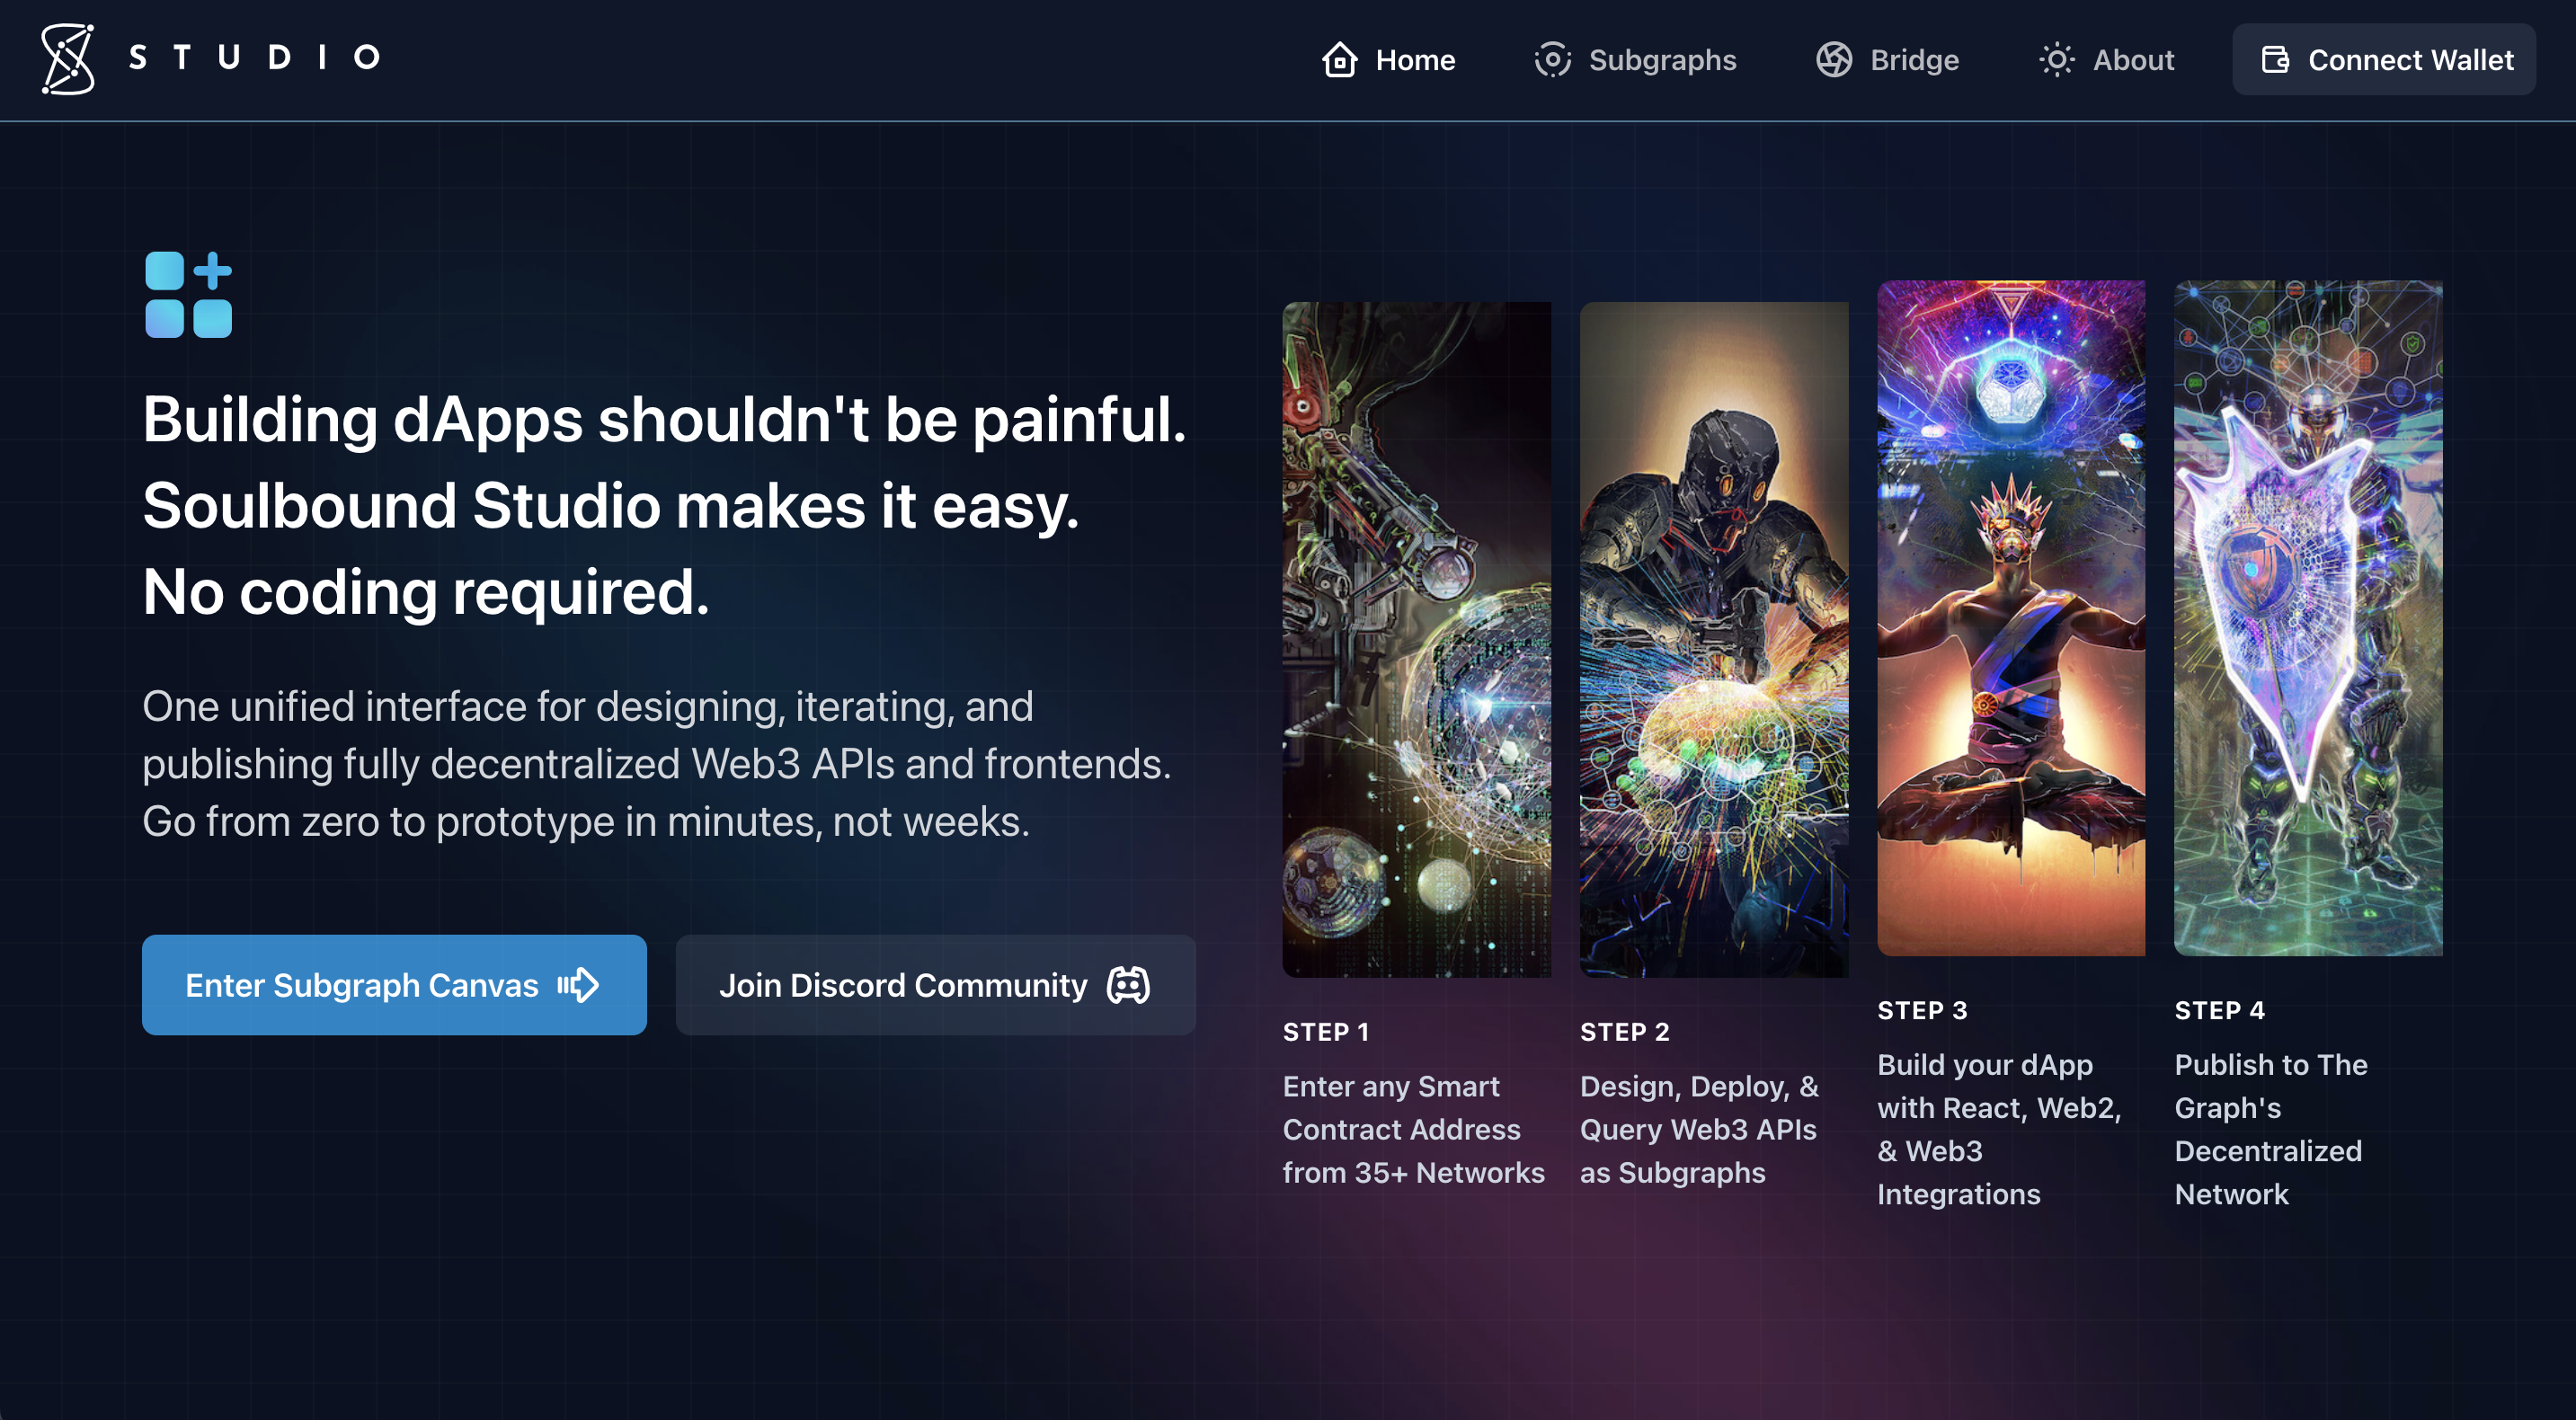 STUDIO
Home
Subgraphs
Bridge
About
Connect Wallet
Building dApps shouldn't be painful.
Soulbound Studio makes it easy.
No coding required.
One unified interface for designing, iterating, and
publishing fully decentralized Web3 APIs and frontends.
Go from zero to prototype in minutes, not weeks.
Enter Subgraph Canvas
Join Discord Community
STEP 1
Enter any Smart
Contract Address
from 35+ Networks
STEP 2
Design, Deploy, &
Query Web3 APIs
as Subgraphs
STEP 3
Build your dApp
with React, Web2,
& Web3
Integrations
STEP 4
Publish to The
Graph's
Decentralized
Network